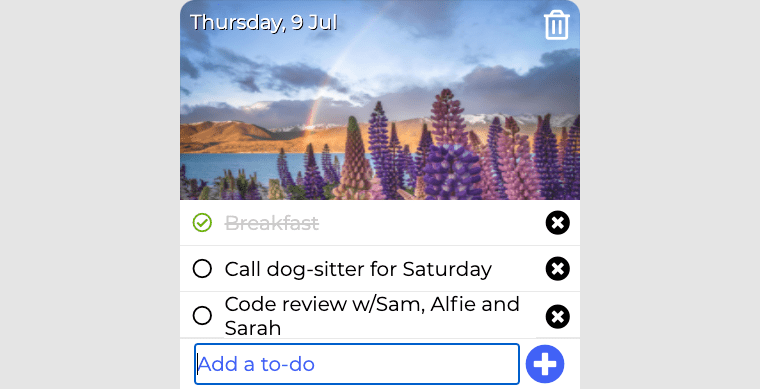 Thursday, 9 Jul
Breakfast
Call dog-sitter for Saturday
Code review w/Sam, Alfie and
Sarah
Add a to-do